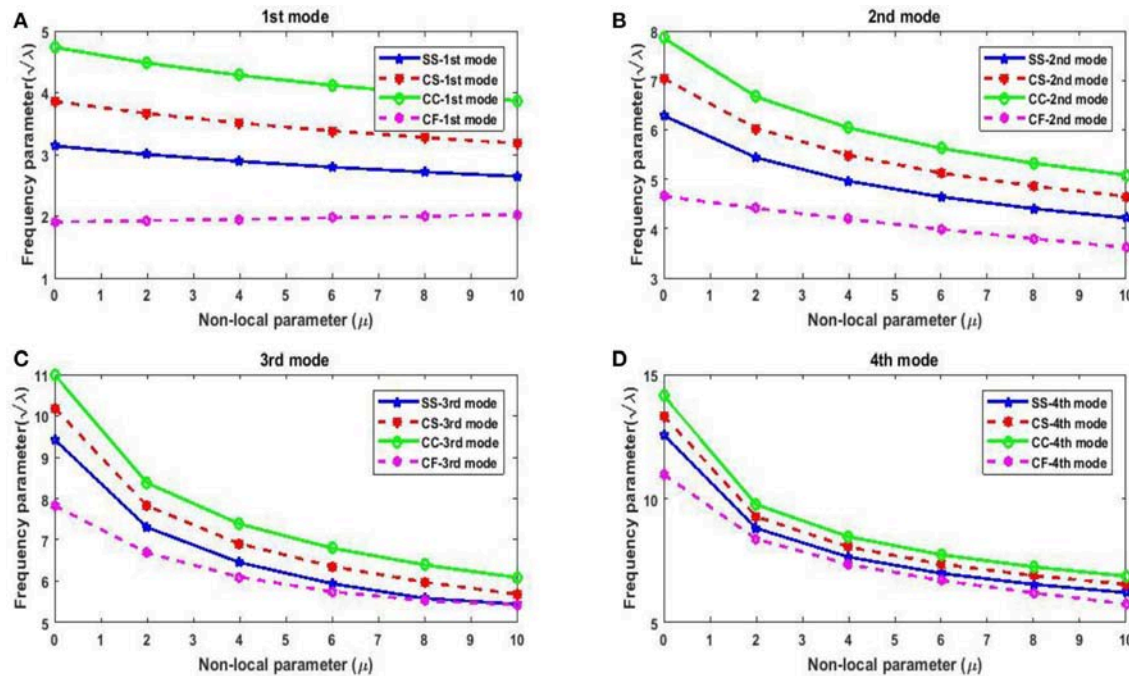 A
1st mode
Frequency parameter(√λ)
5
4
3
2
1
SS-1st mode
CS-1st mode
CC-1st mode
CF-1st mode
0 1 2 3 4 5 6 7 8 9 10
Non-local parameter (μ)
B
2nd mode
Frequency parameter(√λ)
8
7
6
5
4
3
SS-2nd mode
CS-2nd mode
CC-2nd mode
CF-2nd mode
0 1 2 3 4 5 6 7 8 9 10
Non-local parameter (μ)
C
3rd mode
Frequency parameter(√λ)
11
10
9
8
7
6
5
SS-3rd mode
CS-3rd mode
CC-3rd mode
CF-3rd mode
0 1 2 3 4 5 6 7 8 9 10
Non-local parameter (μ)
D
4th mode
Frequency parameter(√λ)
15
10
5
SS-4th mode
CS-4th mode
CC-4th mode
CF-4th mode
0 1 2 3 4 5 6 7 8 9 10
Non-local parameter (μ)